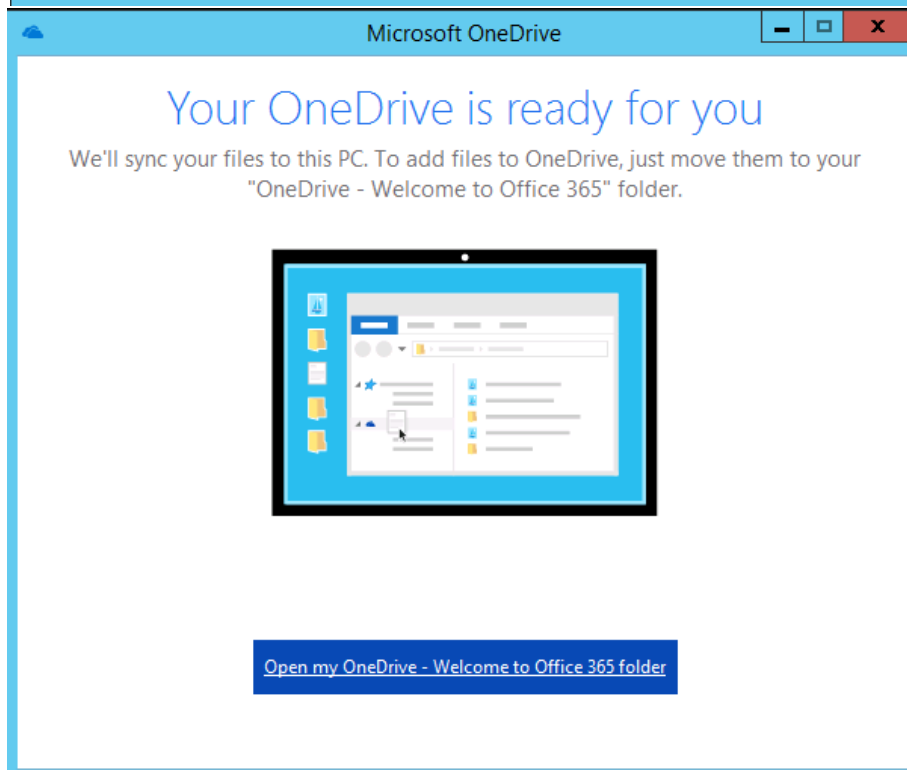 Microsoft OneDrive
Your OneDrive is ready for you
We'll sync your files to this PC. To add files to OneDrive, just move them to your
"OneDrive - Welcome to Office 365" folder.
Open my OneDrive - Welcome to Office 365 folder